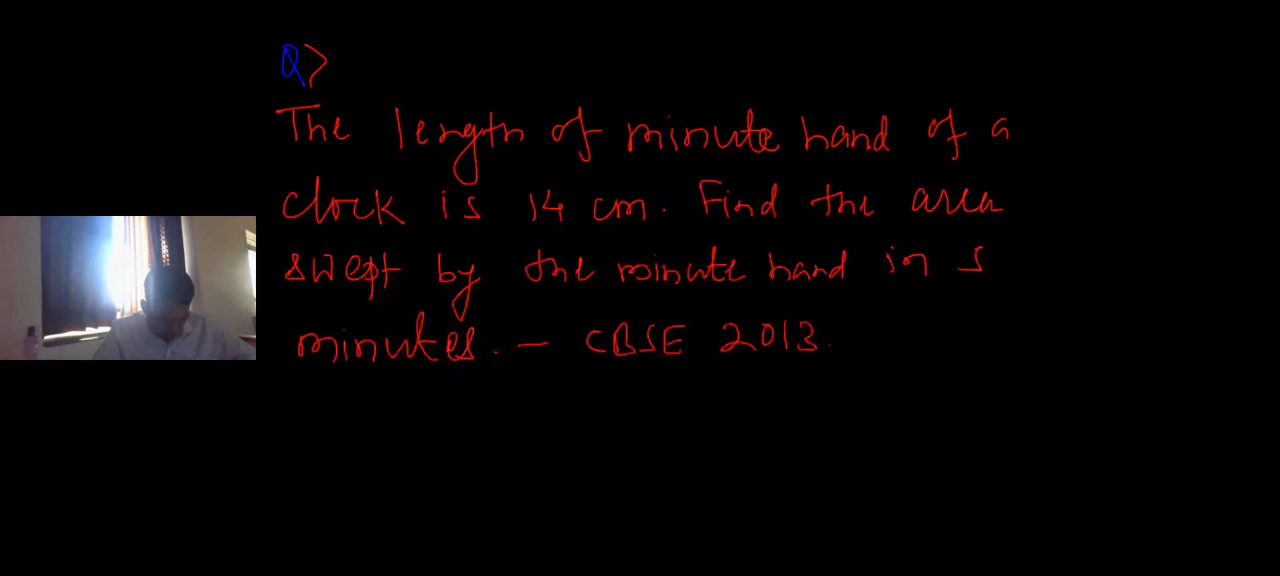 Q>
The length of minute hand of a
clock is 14 cm. Find the area
swept by the minute hand in 5
minutes. — CBSE 2013.